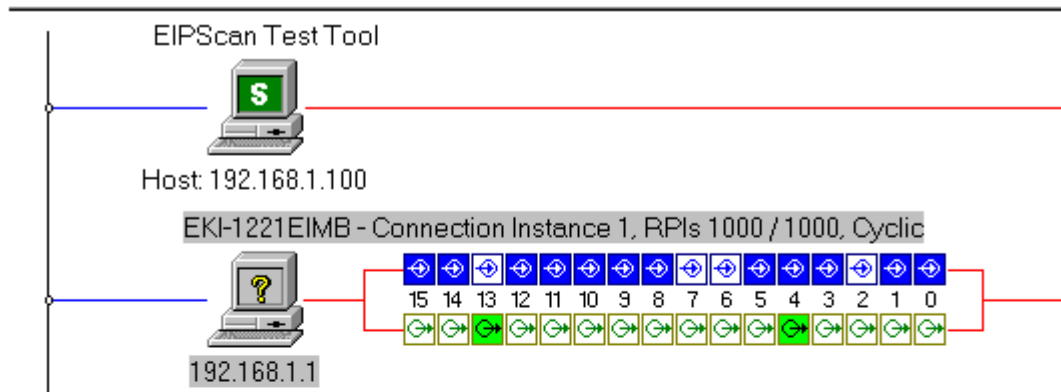 EIPScan Test Tool
S
Host: 192.168.1.100
EKI-1221EIMB - Connection Instance 1, RPIs 1000 / 1000, Cyclic
?
15 14 13 12 11 10 9 8 7 6 5 4 3 2 1 0
192.168.1.1